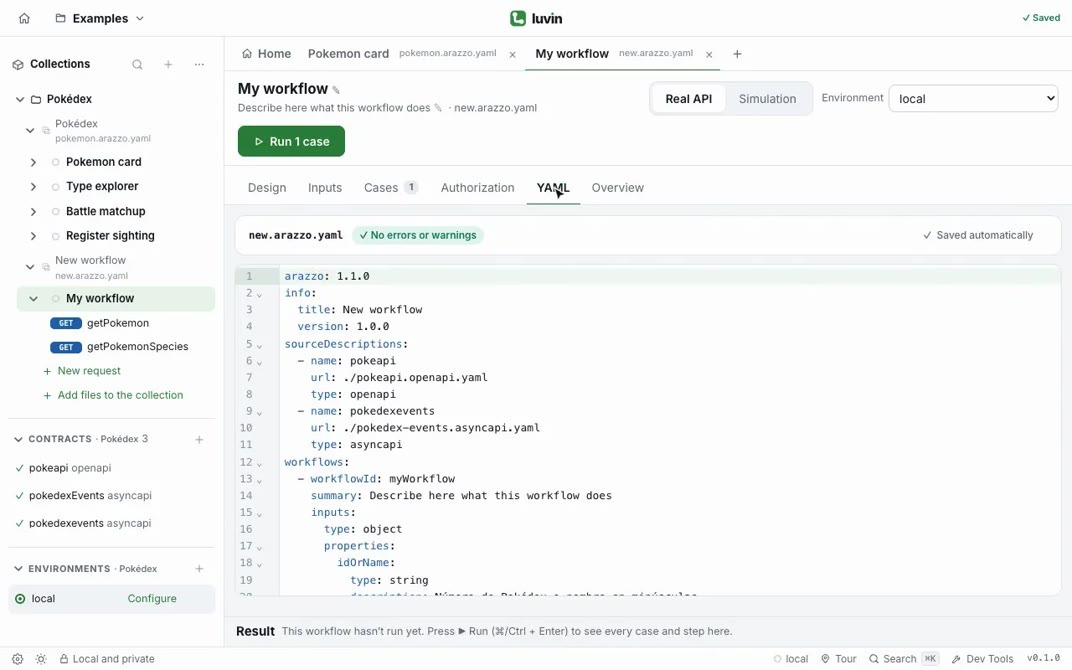 Examples
luvin
✓ Saved
Collections
Home
Pokemon card pokemon.arazzo.yaml
My workflow new.arazzo.yaml
Pokédex
Pokédex
pokemon.arazzo.yaml
Pokemon card
Type explorer
Battle matchup
Register sighting
New workflow
new.arazzo.yaml
My workflow
GET getPokemon
GET getPokemonSpecies
+ New request
+ Add files to the collection
CONTRACTS · Pokédex 3
✓ pokeapi openapi
✓ pokedexEvents asyncapi
✓ pokedexevents asyncapi
ENVIRONMENTS · Pokédex
local Configure
My workflow
Describe here what this workflow does · new.arazzo.yaml
Real API Simulation Environment local
Run 1 case
Design Inputs Cases 1 Authorization YAML Overview
new.arazzo.yaml ✓ No errors or warnings ✓ Saved automatically
1 arazzo: 1.1.0
2 info:
3 title: New workflow
4 version: 1.0.0
5 sourceDescriptions:
6 - name: pokeapi
7 url: ./pokeapi.openapi.yaml
8 type: openapi
9 - name: pokedexevents
10 url: ./pokedex-events.asyncapi.yaml
11 type: asyncapi
12 workflows:
13 - workflowId: myWorkflow
14 summary: Describe here what this workflow does
15 inputs:
16 type: object
17 properties:
18 idOrName:
19 type: string
Result This workflow hasn't run yet. Press ▶ Run (⌘/Ctrl + Enter) to see every case and step here.
Local and private
local Tour Search ⌘K Dev Tools v0.1.0